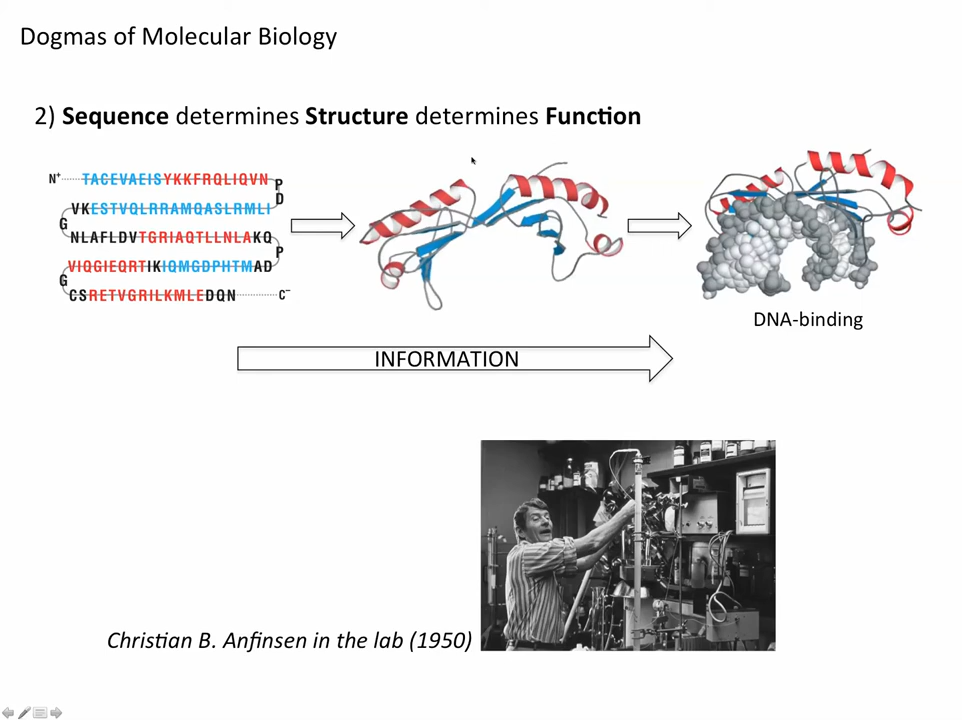 Dogmas of Molecular Biology
2) Sequence determines Structure determines Function
N⁺ TACEVAEISYKKFRQLIQVN P
D
VKESTVQLRRAMQASLRMLI
G
NLAFLDVTGRIAQTLLNLAKQ
P
VIQGIEQRTIKIQMGDPHTMAD
G
CSRETVGRILKMLEDQN C⁻
DNA-binding
INFORMATION
Christian B. Anfinsen in the lab (1950)